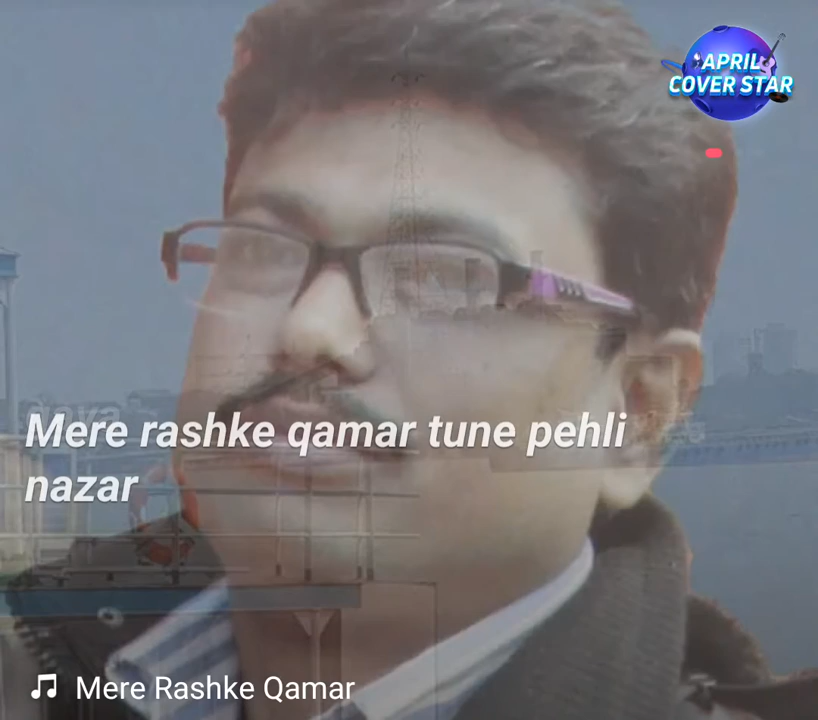 APRIL
COVER STAR
Mere rashke qamar tune pehli
nazar
Mere Rashke Qamar